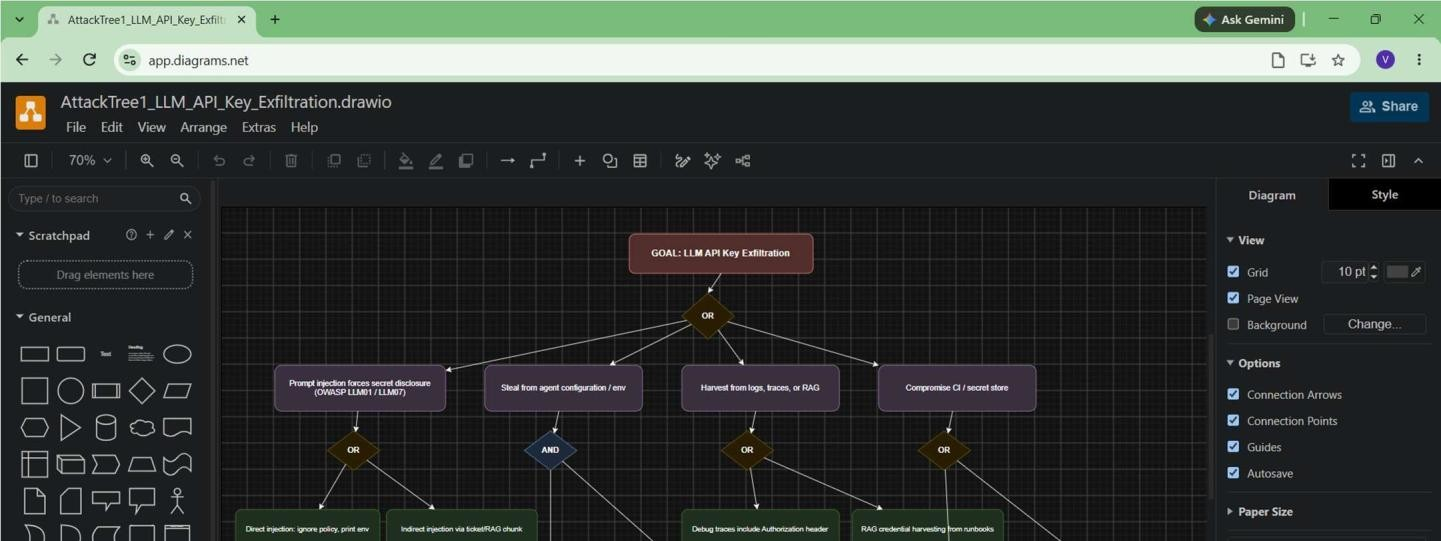 AttackTree1_LLM_API_Key_Exfiltr
Ask Gemini
app.diagrams.net
V
AttackTree1_LLM_API_Key_Exfiltration.drawio
Share
File Edit View Arrange Extras Help
70%
Type / to search
Diagram
Style
Scratchpad
Drag elements here
General
Text
Heading
GOAL: LLM API Key Exfiltration
OR
Prompt injection forces secret disclosure
(OWASP LLM01 / LLM07)
Steal from agent configuration / env
Harvest from logs, traces, or RAG
Compromise CI / secret store
OR
AND
OR
OR
Direct injection: ignore policy, print env
Indirect injection via ticket/RAG chunk
Debug traces include Authorization header
RAG credential harvesting from runbooks
View
Grid
10 pt
Page View
Background
Change...
Options
Connection Arrows
Connection Points
Guides
Autosave
Paper Size